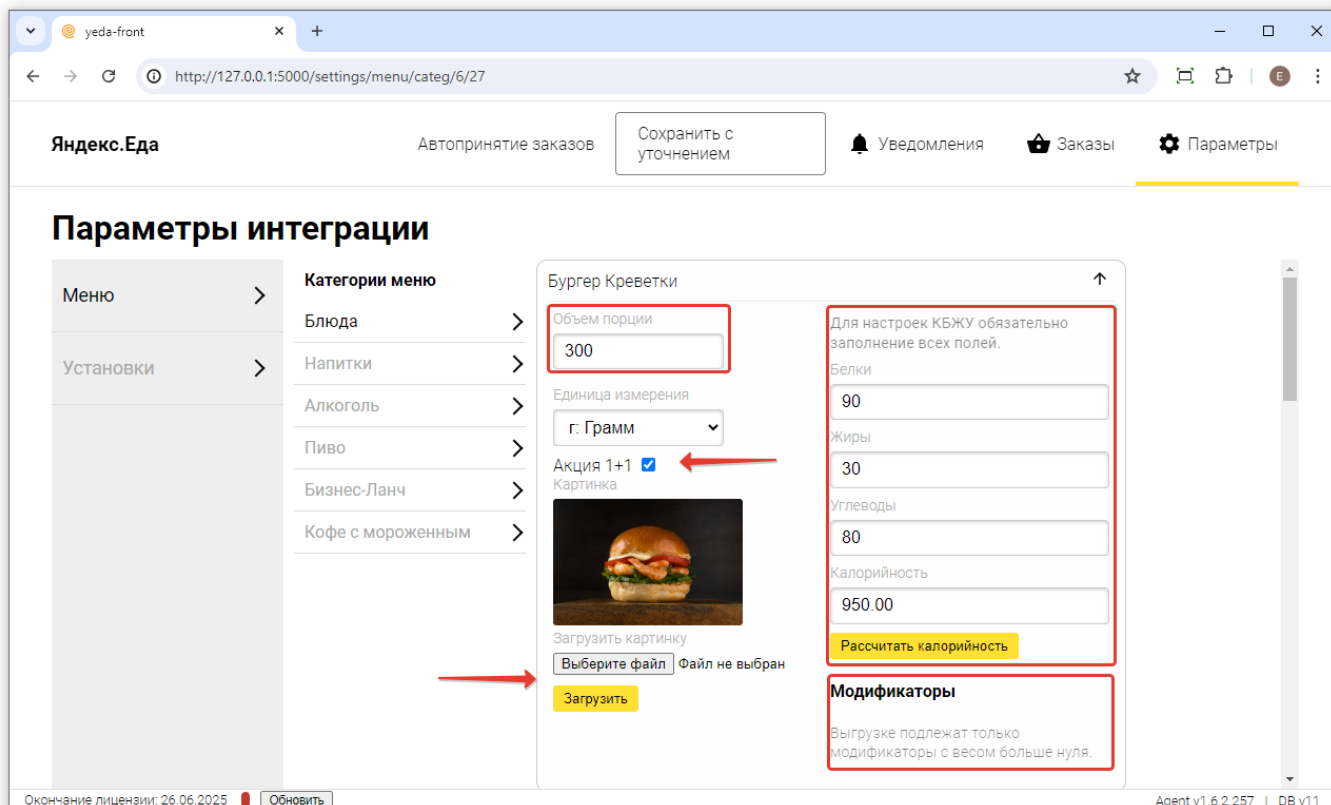 yeda-front
http://127.0.0.1:5000/settings/menu/categ/6/27
E
Яндекс.Еда
Автопринятие заказов
Сохранить с
уточнением
Уведомления
Заказы
Параметры
Параметры интеграции
Меню
Установки
Категории меню
Блюда
Напитки
Алкоголь
Пиво
Бизнес-Ланч
Кофе с мороженным
Бургер Креветки
Объем порции
300
Единица измерения
г: Грамм
Акция 1+1
Картинка
Загрузить картинку
Выберите файл Файл не выбран
Загрузить
Для настроек КБЖУ обязательно
заполнение всех полей.
Белки
90
Жиры
30
Углеводы
80
Калорийность
950.00
Рассчитать калорийность
Модификаторы
Выгрузке подлежат только
модификаторы с весом больше нуля.
Окончание лицензии: 26.06.2025
Обновить
Agent v1.6.2.257 | DB v11